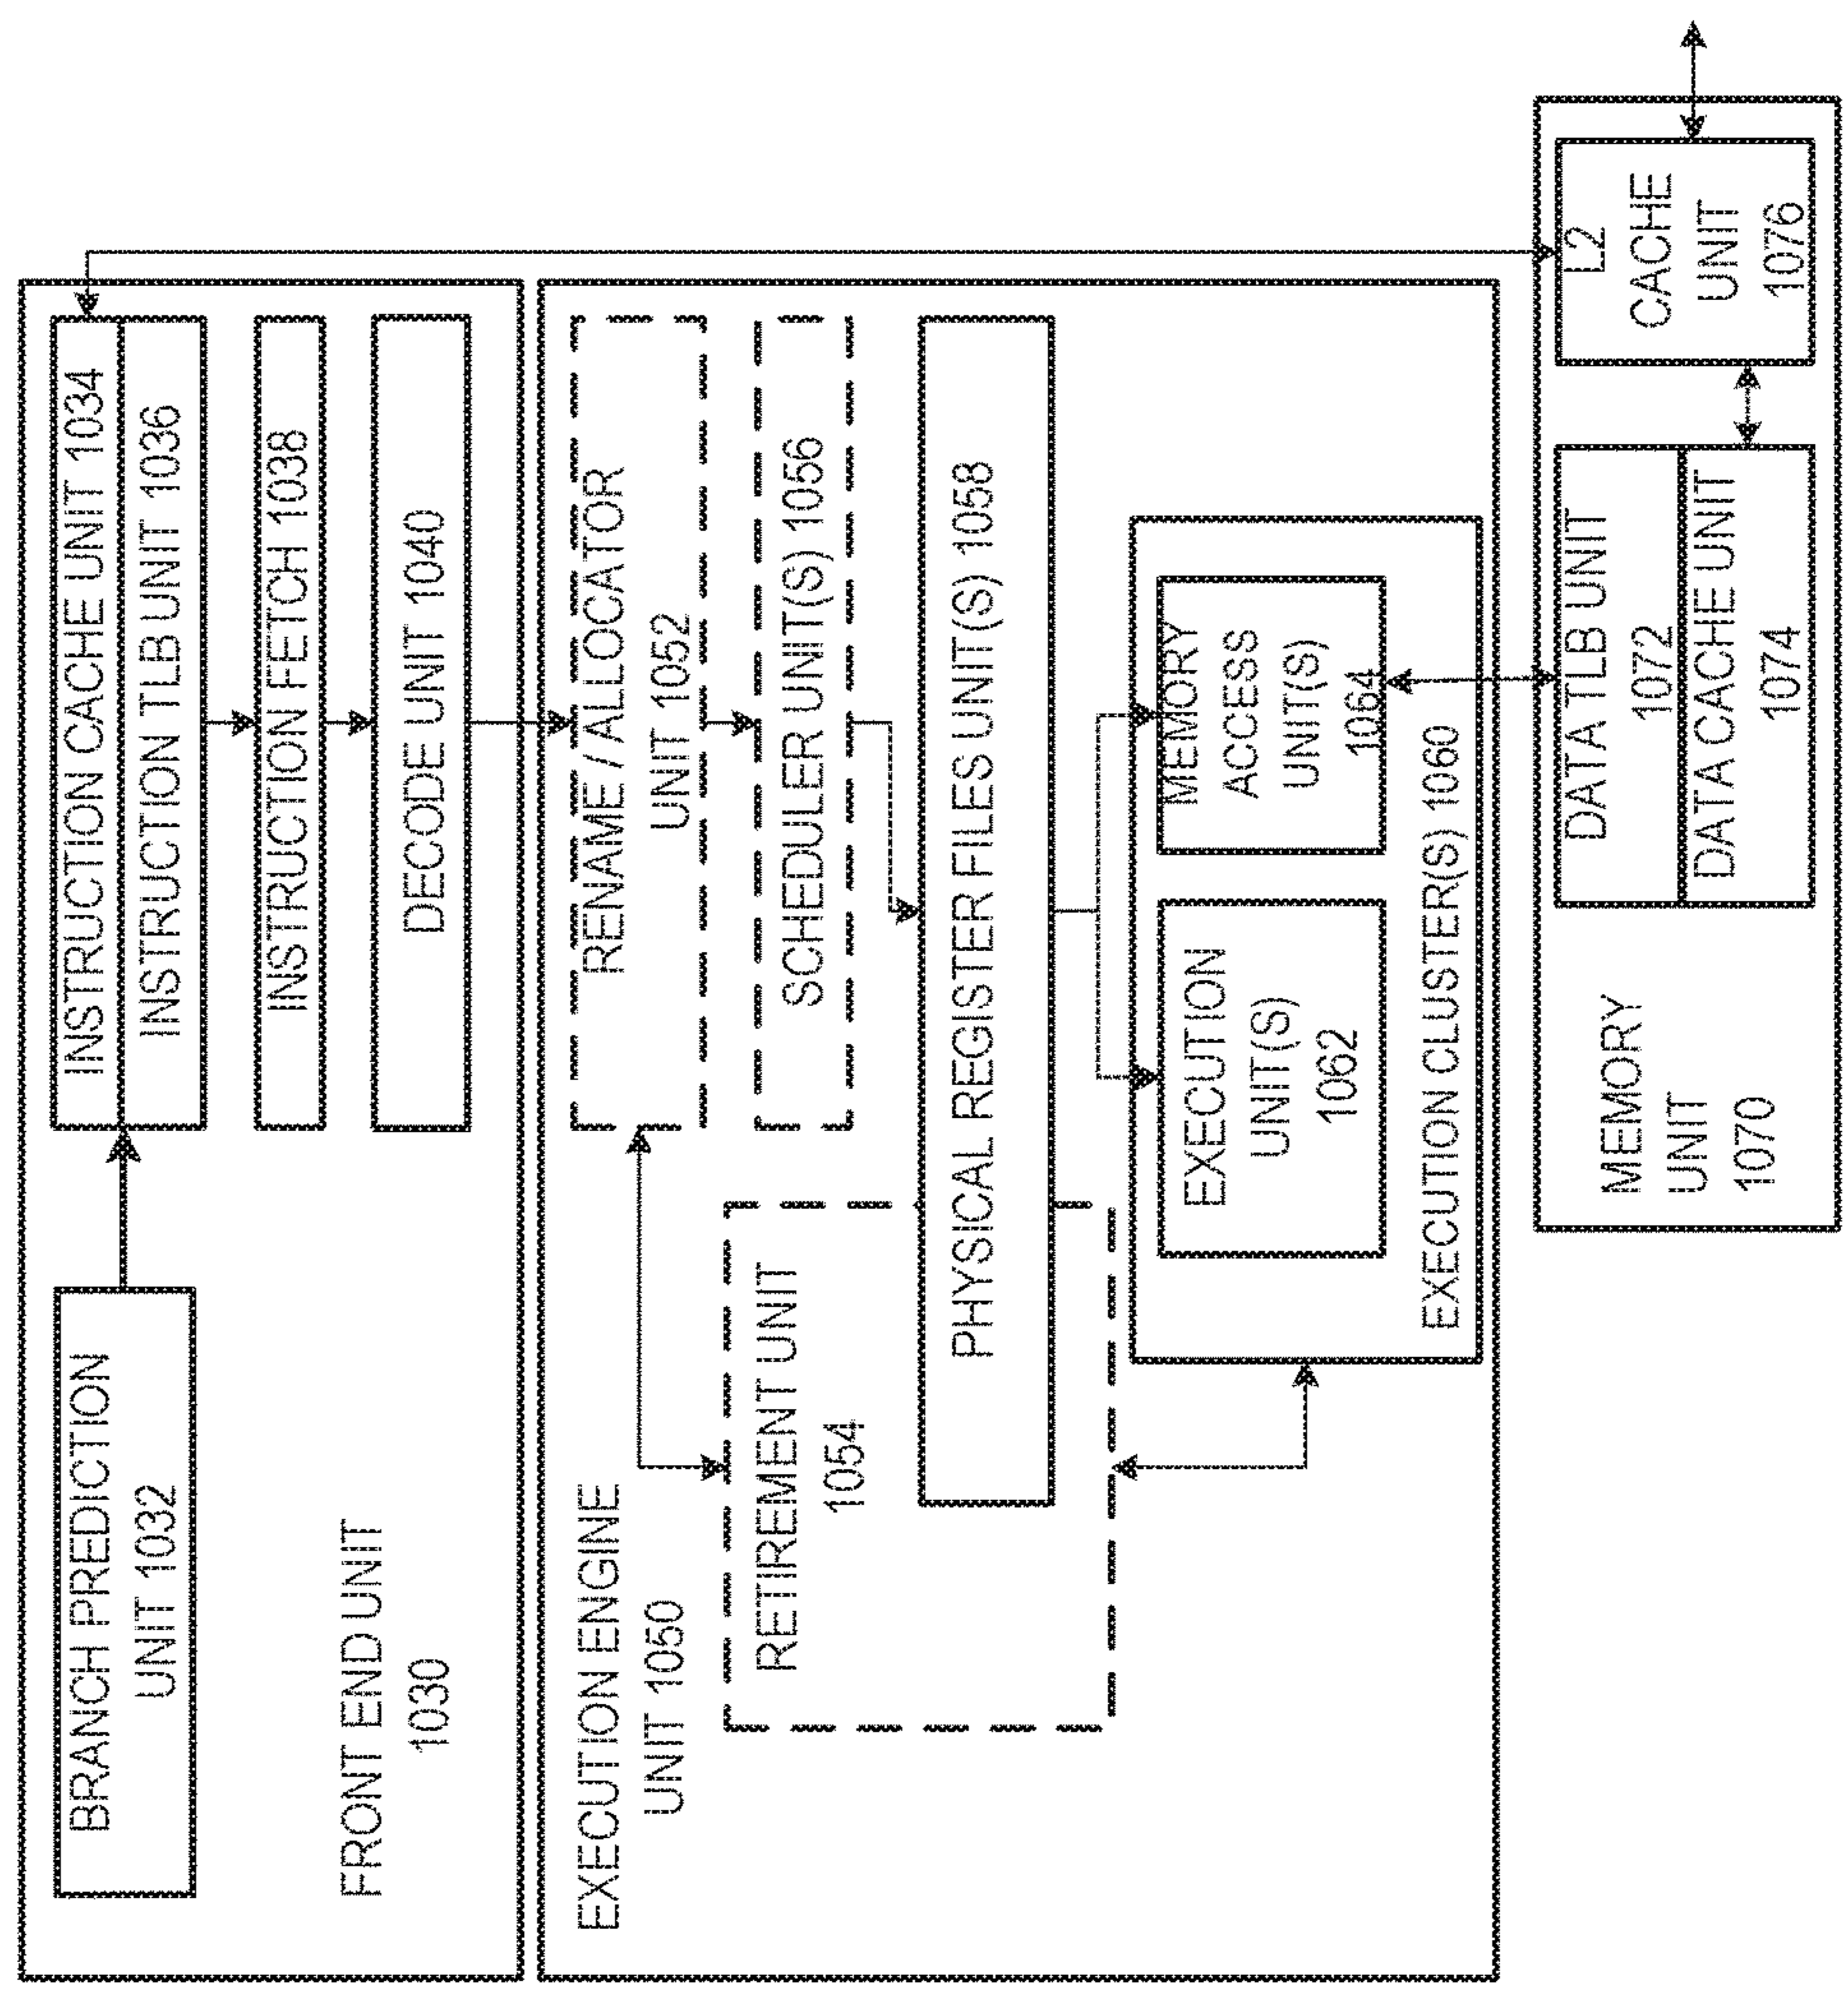 BRANCH PREDICTION
UNIT 1032
INSTRUCTION CACHE UNIT 1034
INSTRUCTION TLB UNIT 1036
INSTRUCTION FETCH 1038
FRONT END UNIT
1030
DECODE UNIT 1040
EXECUTION ENGINE
UNIT 1050
RENAME / ALLOCATOR
UNIT 1052
RETIREMENT UNIT
1054
SCHEDULER UNIT(S) 1056
PHYSICAL REGISTER FILES UNIT(S) 1058
EXECUTION
UNIT(S)
1062
MEMORY
ACCESS
UNIT(S)
1064
EXECUTION CLUSTER(S) 1060
MEMORY
UNIT
1070
DATA TLB UNIT
1072
DATA CACHE UNIT
1074
L2
CACHE
UNIT
1076